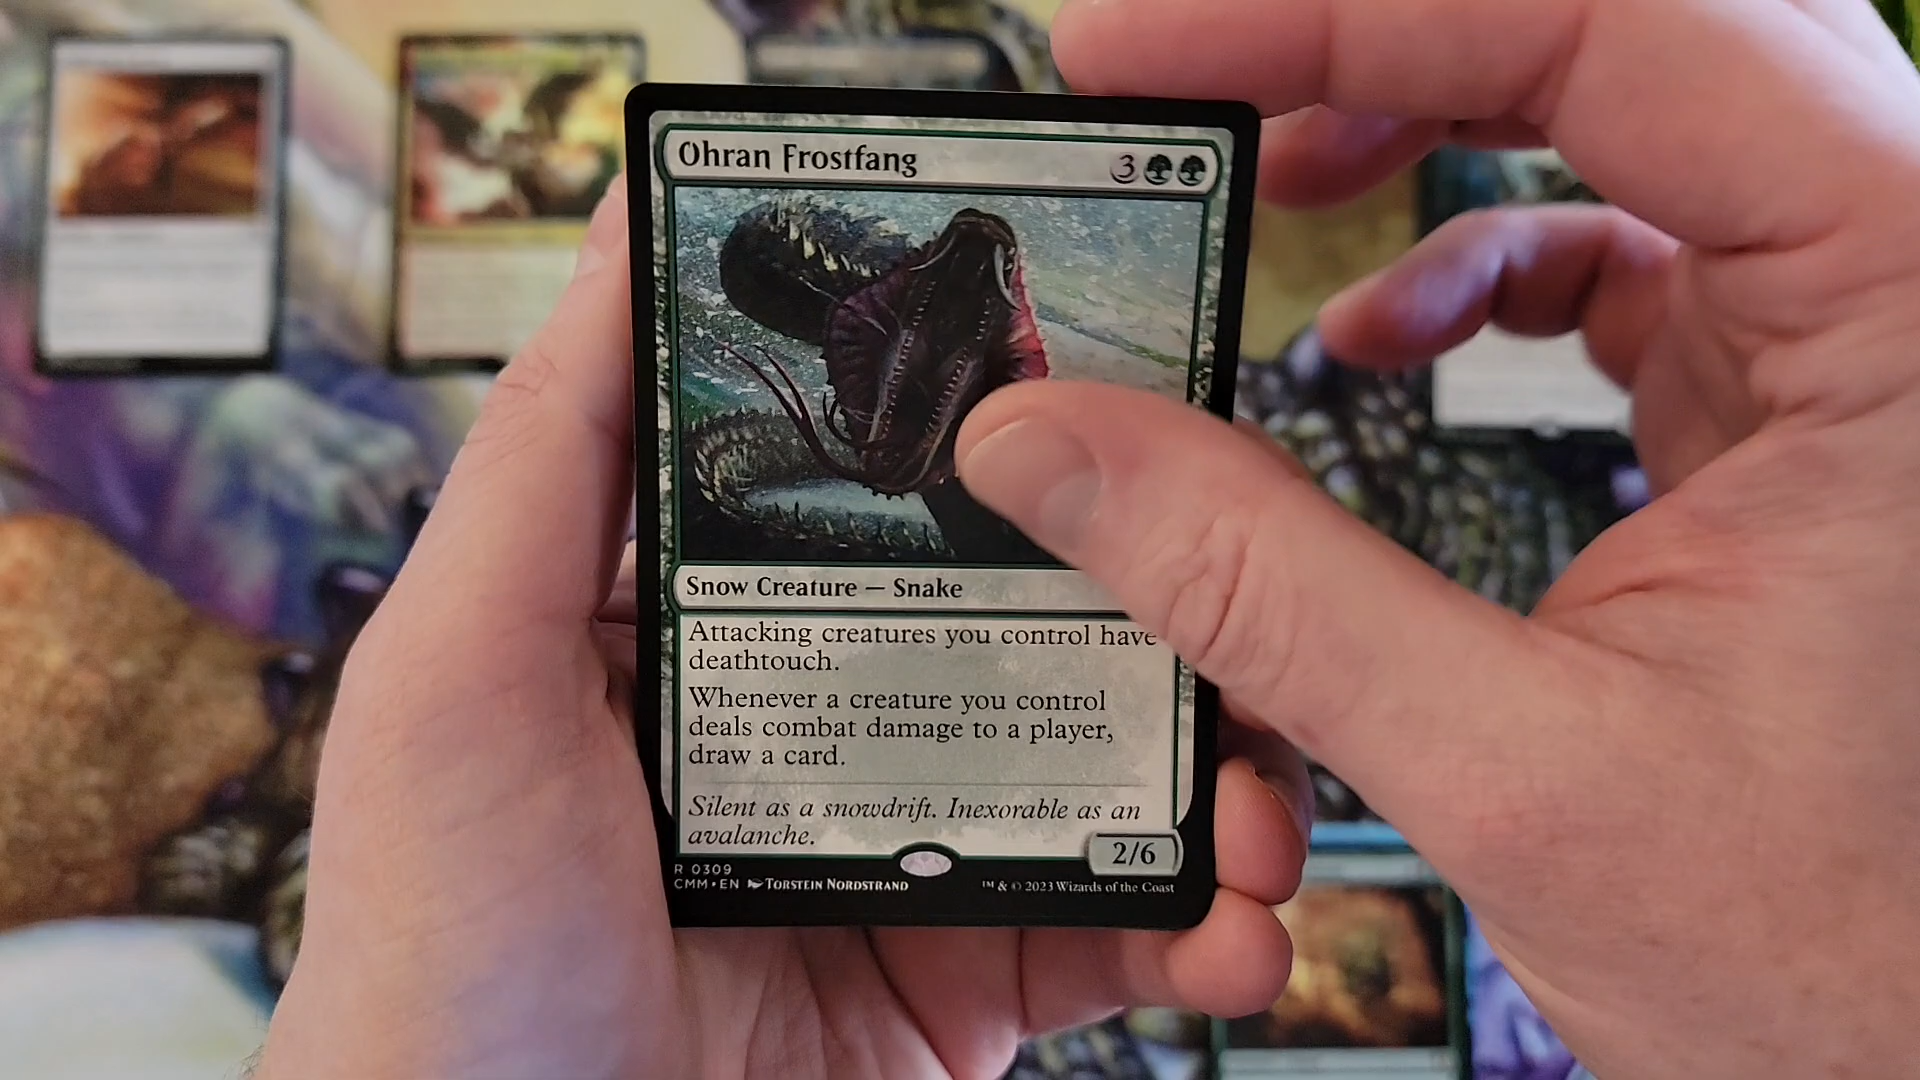 Ohran Frostfang
3
Snow Creature — Snake
Attacking creatures you control have
deathtouch.
Whenever a creature you control
deals combat damage to a player,
draw a card.
Silent as a snowdrift. Inexorable as an
avalanche.
2/6
R 0309
CMM • EN TORSTEIN NORDSTRAND
™ & © 2023 Wizards of the Coast